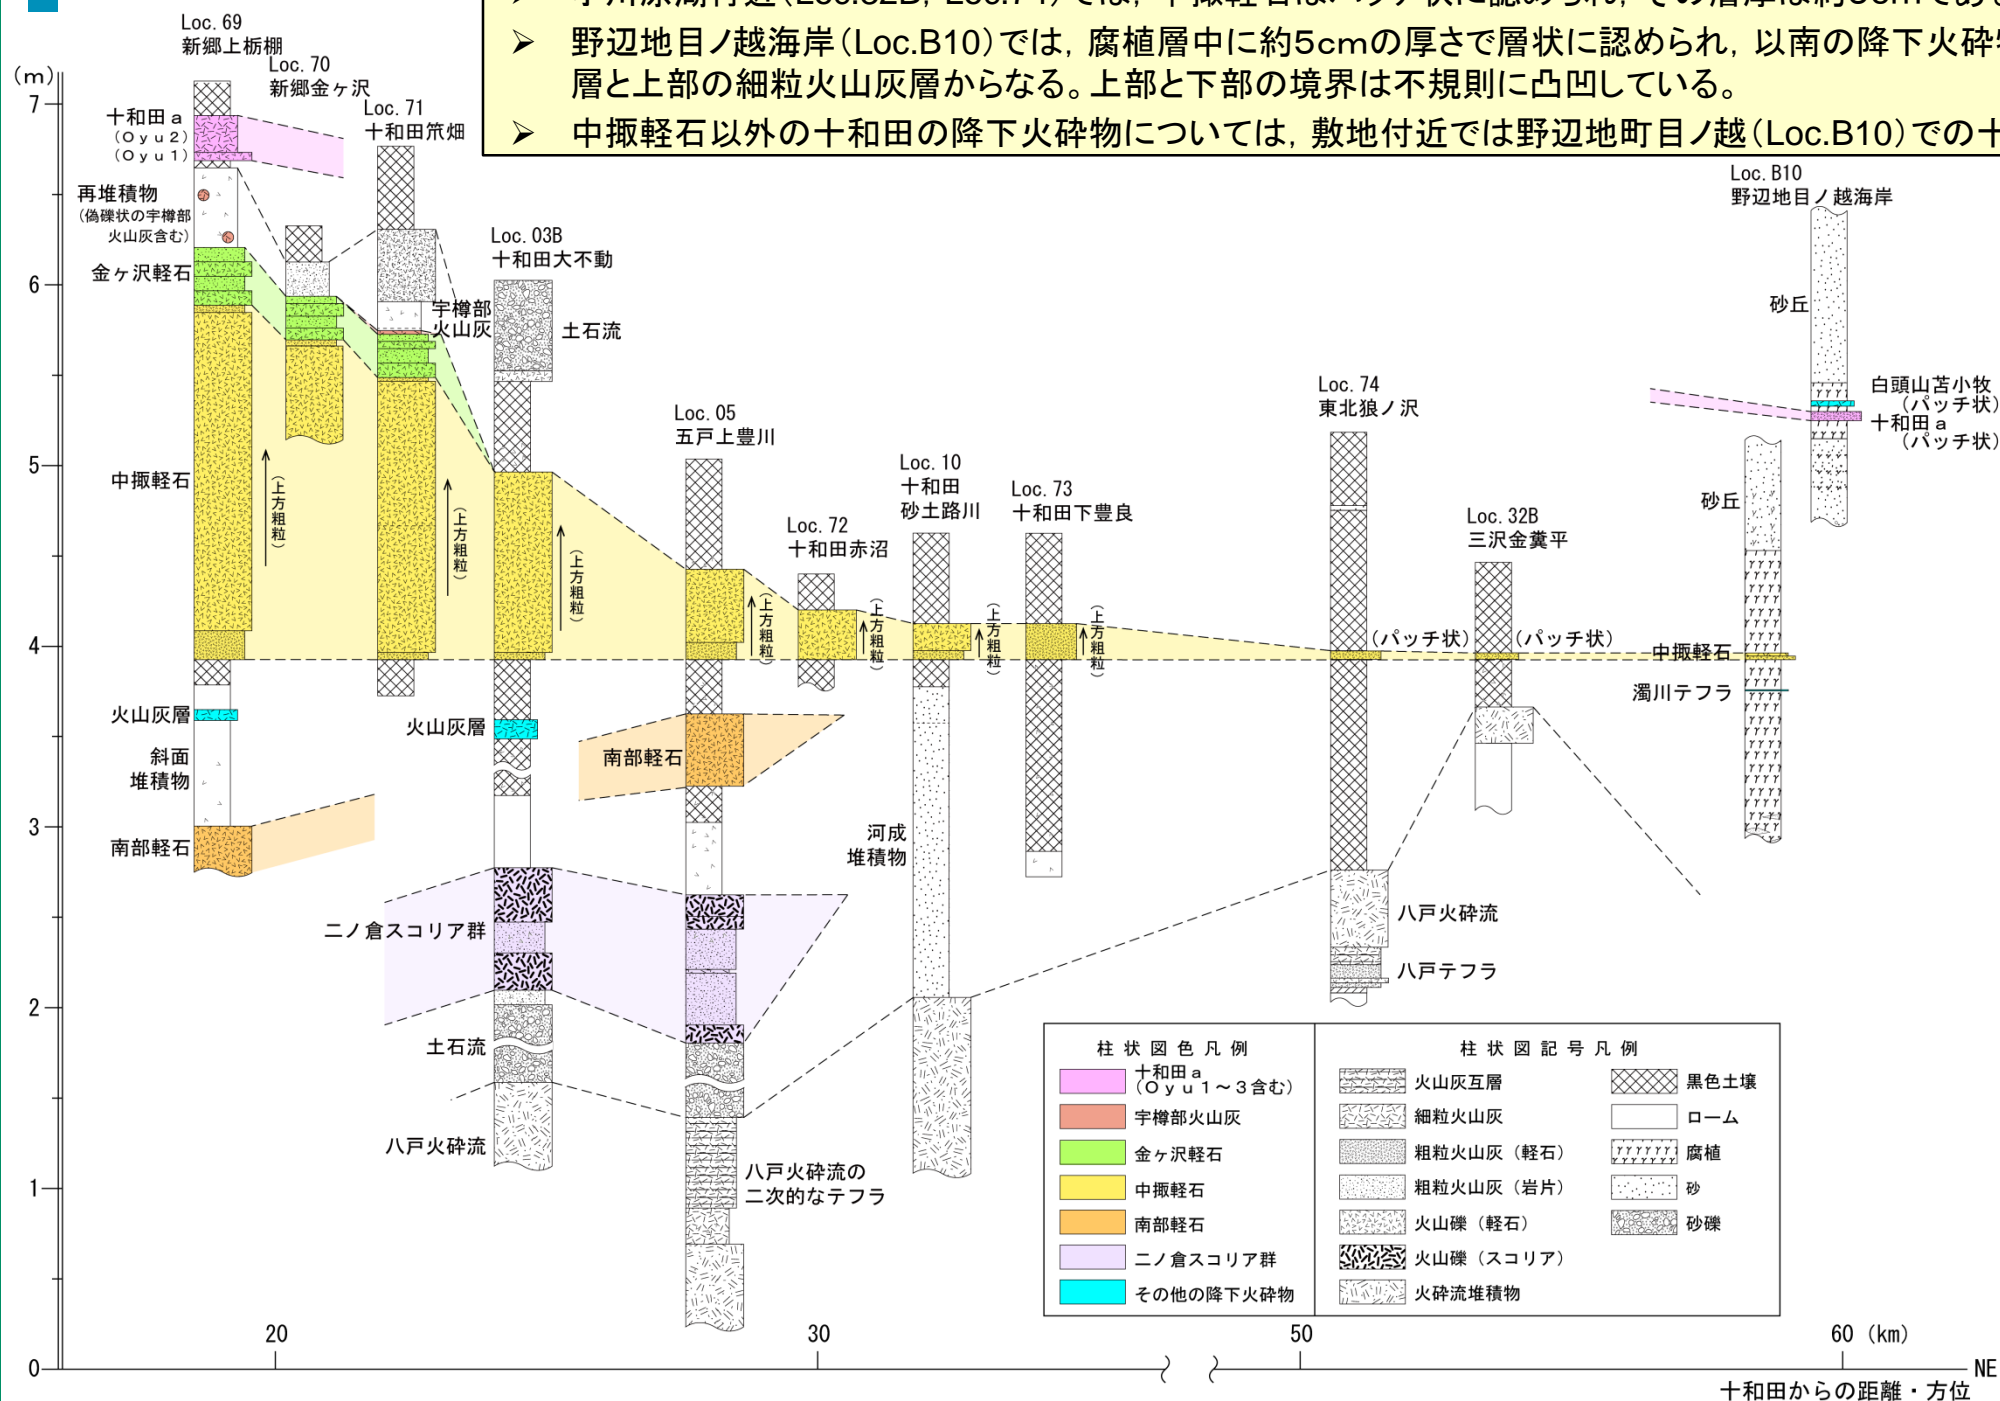 野辺地目ノ越海岸(Loc.B10)では, 腐植層中に約5cmの厚さで層状に認められ, 以南の降下火砕
層と上部の細粒火山灰層からなる。上部と下部の境界は不規則に凸凹している。
中掫軽石以外の十和田の降下火砕物については, 敷地付近では野辺地町目ノ越(Loc.B10)での十
(m)
7
6
5
4
3
2
1
0
Loc. 69
新郷上栃棚
Loc. 70
新郷金ヶ沢
Loc. 71
十和田笊畑
Loc. 03B
十和田大不動
Loc. 05
五戸上豊川
Loc. 72
十和田赤沼
Loc. 10
十和田
砂土路川
Loc. 73
十和田下豊良
Loc. 74
東北狼ノ沢
Loc. 32B
三沢金糞平
Loc. B10
野辺地目ノ越海岸
十和田a
(Oyu2)
(Oyu1)
再堆積物
(偽礫状の宇樽部
火山灰含む)
金ヶ沢軽石
中掫軽石
火山灰層
斜面
堆積物
南部軽石
(上方粗粒)
(上方粗粒)
(上方粗粒)
(上方粗粒)
(上方粗粒)
(上方粗粒)
(上方粗粒)
宇樽部
火山灰
土石流
火山灰層
二ノ倉スコリア群
土石流
八戸火砕流
南部軽石
八戸火砕流の
二次的なテフラ
河成
堆積物
(パッチ状)
(パッチ状)
八戸火砕流
八戸テフラ
砂丘
砂丘
白頭山苫小牧
(パッチ状)
十和田a
(パッチ状)
中掫軽石
濁川テフラ
柱状図色凡例
十和田a
(Oyu1~3含む)
宇樽部火山灰
金ヶ沢軽石
中掫軽石
南部軽石
二ノ倉スコリア群
その他の降下火砕物
柱状図記号凡例
火山灰互層
細粒火山灰
粗粒火山灰(軽石)
粗粒火山灰(岩片)
火山礫(軽石)
火山礫(スコリア)
火砕流堆積物
黒色土壌
ローム
腐植
砂
砂礫
20
30
50
60 (km)
NE
十和田からの距離・方位